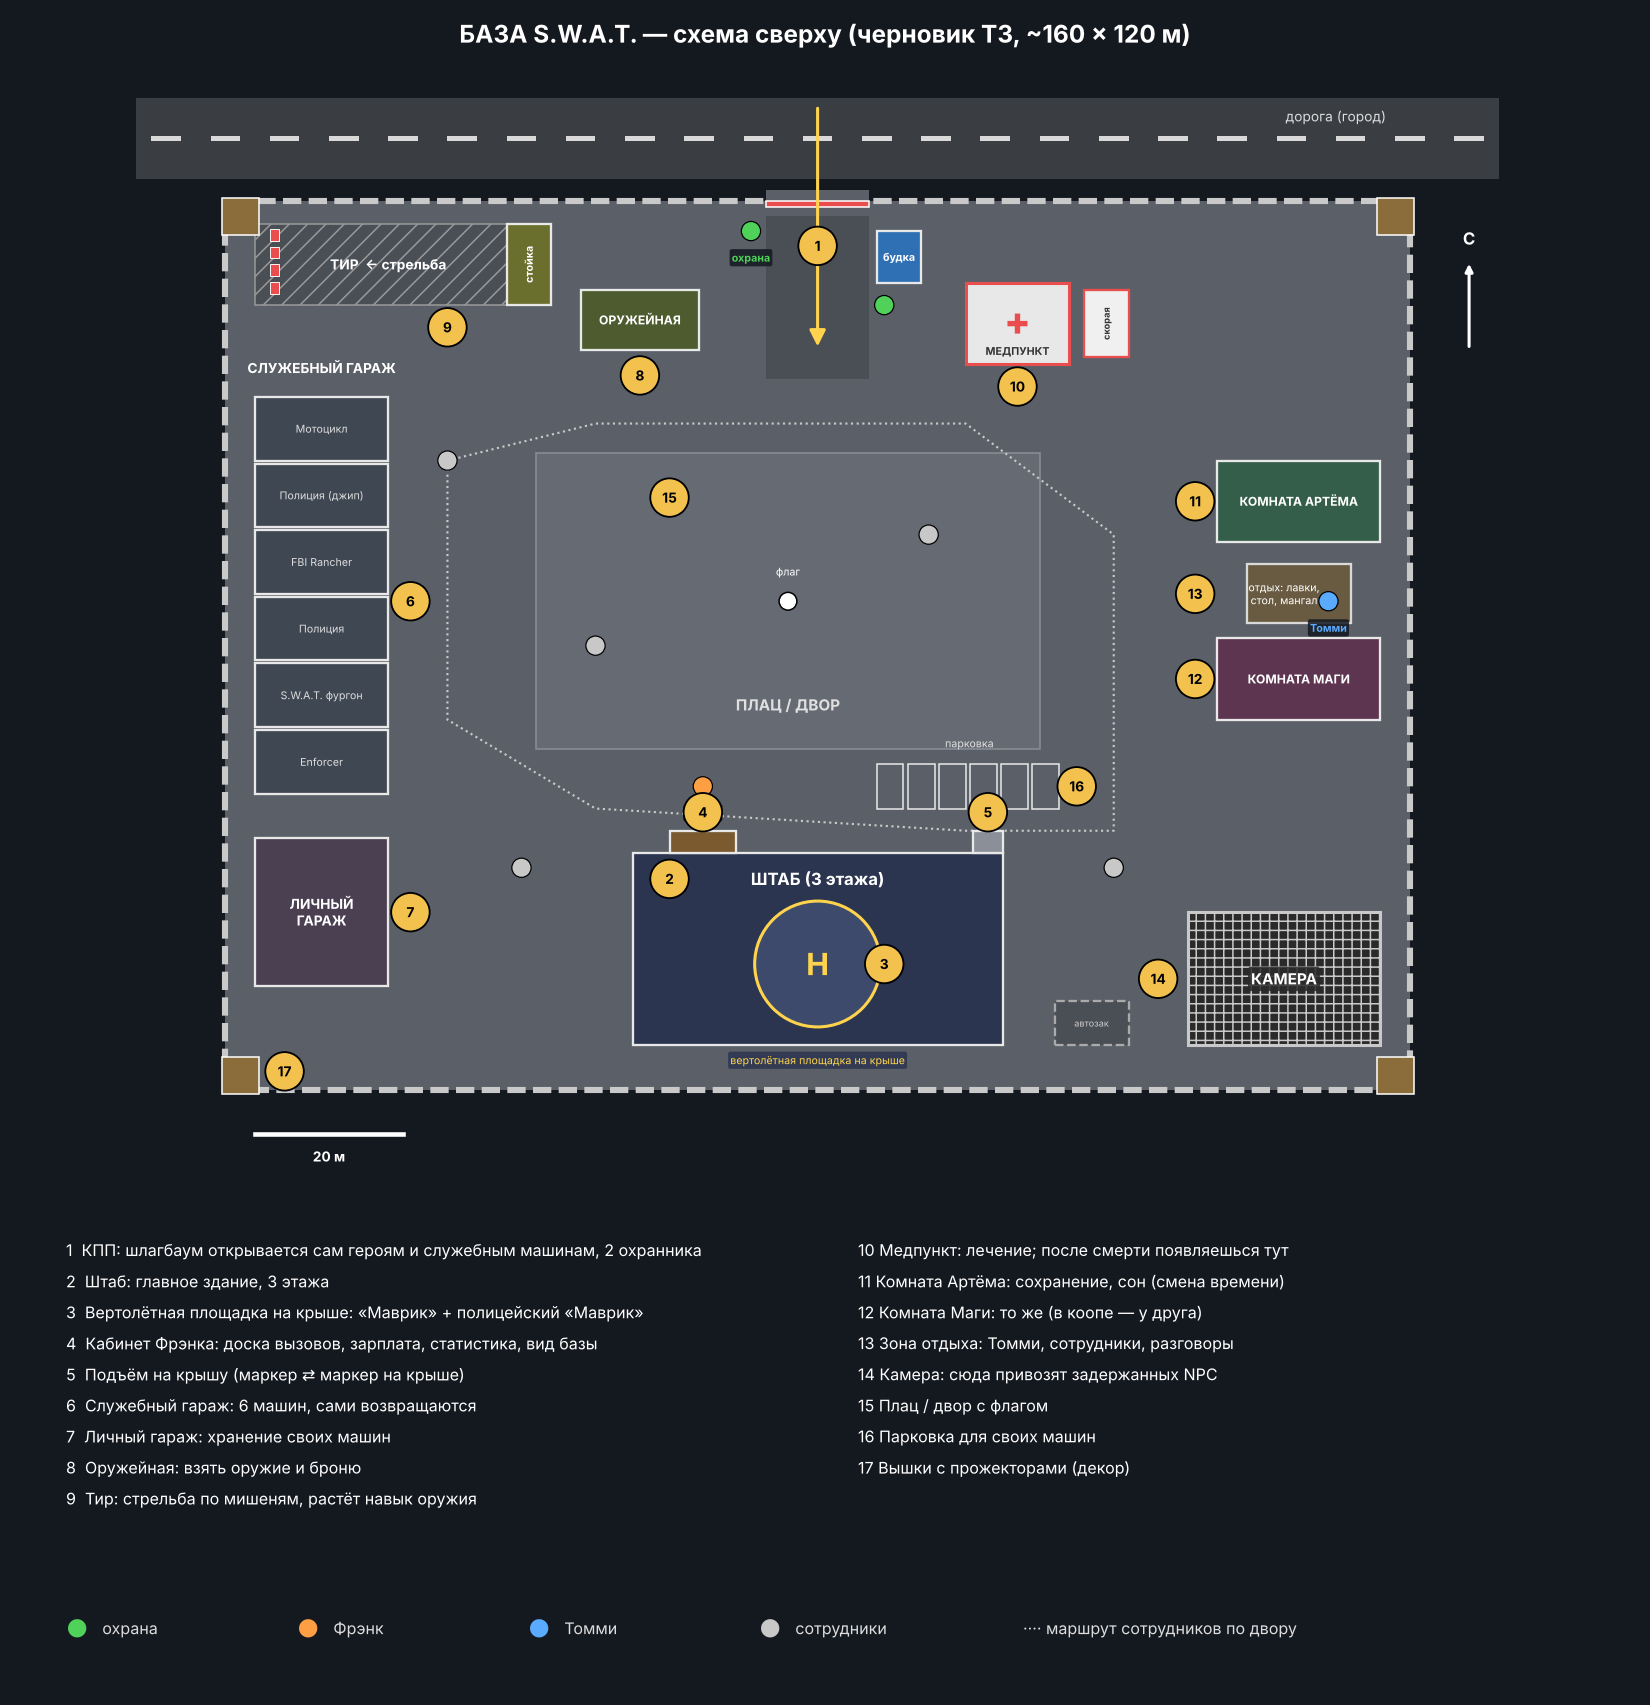 БАЗА S.W.A.T. — схема сверху (черновик ТЗ, ~160 × 120 м)
дорога (город)
С
охрана
1
будка
ТИР ← стрельба
стойка
9
ОРУЖЕЙНАЯ
8
МЕДПУНКТ
скорая
10
СЛУЖЕБНЫЙ ГАРАЖ
Мотоцикл
Полиция (джип)
FBI Rancher
Полиция
S.W.A.T. фургон
Enforcer
6
15
флаг
ПЛАЦ / ДВОР
парковка
11
КОМНАТА АРТЁМА
13
отдых: лавки,
стол, мангал
Томми
12
КОМНАТА МАГИ
16
4
5
ЛИЧНЫЙ
ГАРАЖ
7
2
ШТАБ (3 этажа)
H
3
вертолётная площадка на крыше
14
КАМЕРА
автозак
17
20 м
1 КПП: шлагбаум открывается сам героям и служебным машинам, 2 охранника
2 Штаб: главное здание, 3 этажа
3 Вертолётная площадка на крыше: «Маврик» + полицейский «Маврик»
4 Кабинет Фрэнка: доска вызовов, зарплата, статистика, вид базы
5 Подъём на крышу (маркер ⇄ маркер на крыше)
6 Служебный гараж: 6 машин, сами возвращаются
7 Личный гараж: хранение своих машин
8 Оружейная: взять оружие и броню
9 Тир: стрельба по мишеням, растёт навык оружия
10 Медпункт: лечение; после смерти появляешься тут
11 Комната Артёма: сохранение, сон (смена времени)
12 Комната Маги: то же (в коопе — у друга)
13 Зона отдыха: Томми, сотрудники, разговоры
14 Камера: сюда привозят задержанных NPC
15 Плац / двор с флагом
16 Парковка для своих машин
17 Вышки с прожекторами (декор)
охрана
Фрэнк
Томми
сотрудники
···· маршрут сотрудников по двору